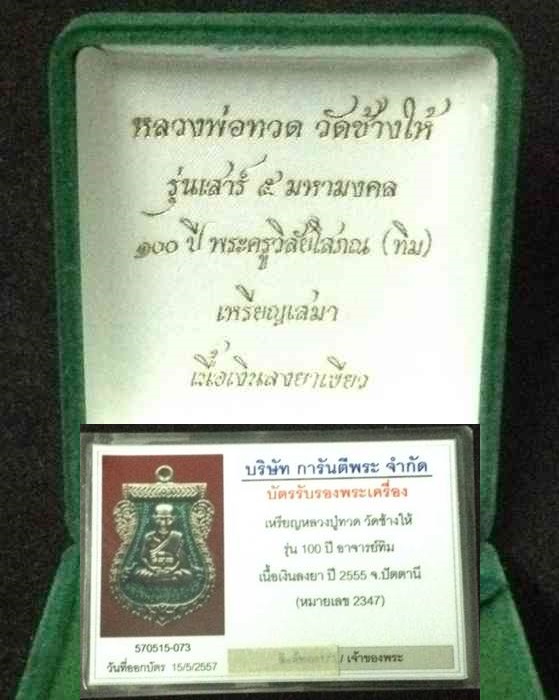 หลวงพ่อทวด วัดช้างให้
รุ่นเสาร์ ๕ มหามงคล
๑๐๐ ปี พระครูวิสัยโสภณ (ทิม)
เหรียญเสมา
เนื้อเงินลงยาเขียว
บริษัท การันตีพระ จำกัด
บัตรรับรองพระเครื่อง
เหรียญหลวงปู่ทวด วัดช้างให้
รุ่น 100 ปี อาจารย์ทิม
เนื้อเงินลงยา ปี 2555 จ.ปัตตานี
(หมายเลข 2347)
570515-073
วันที่ออกบัตร 15/5/2557
/ เจ้าของพระ